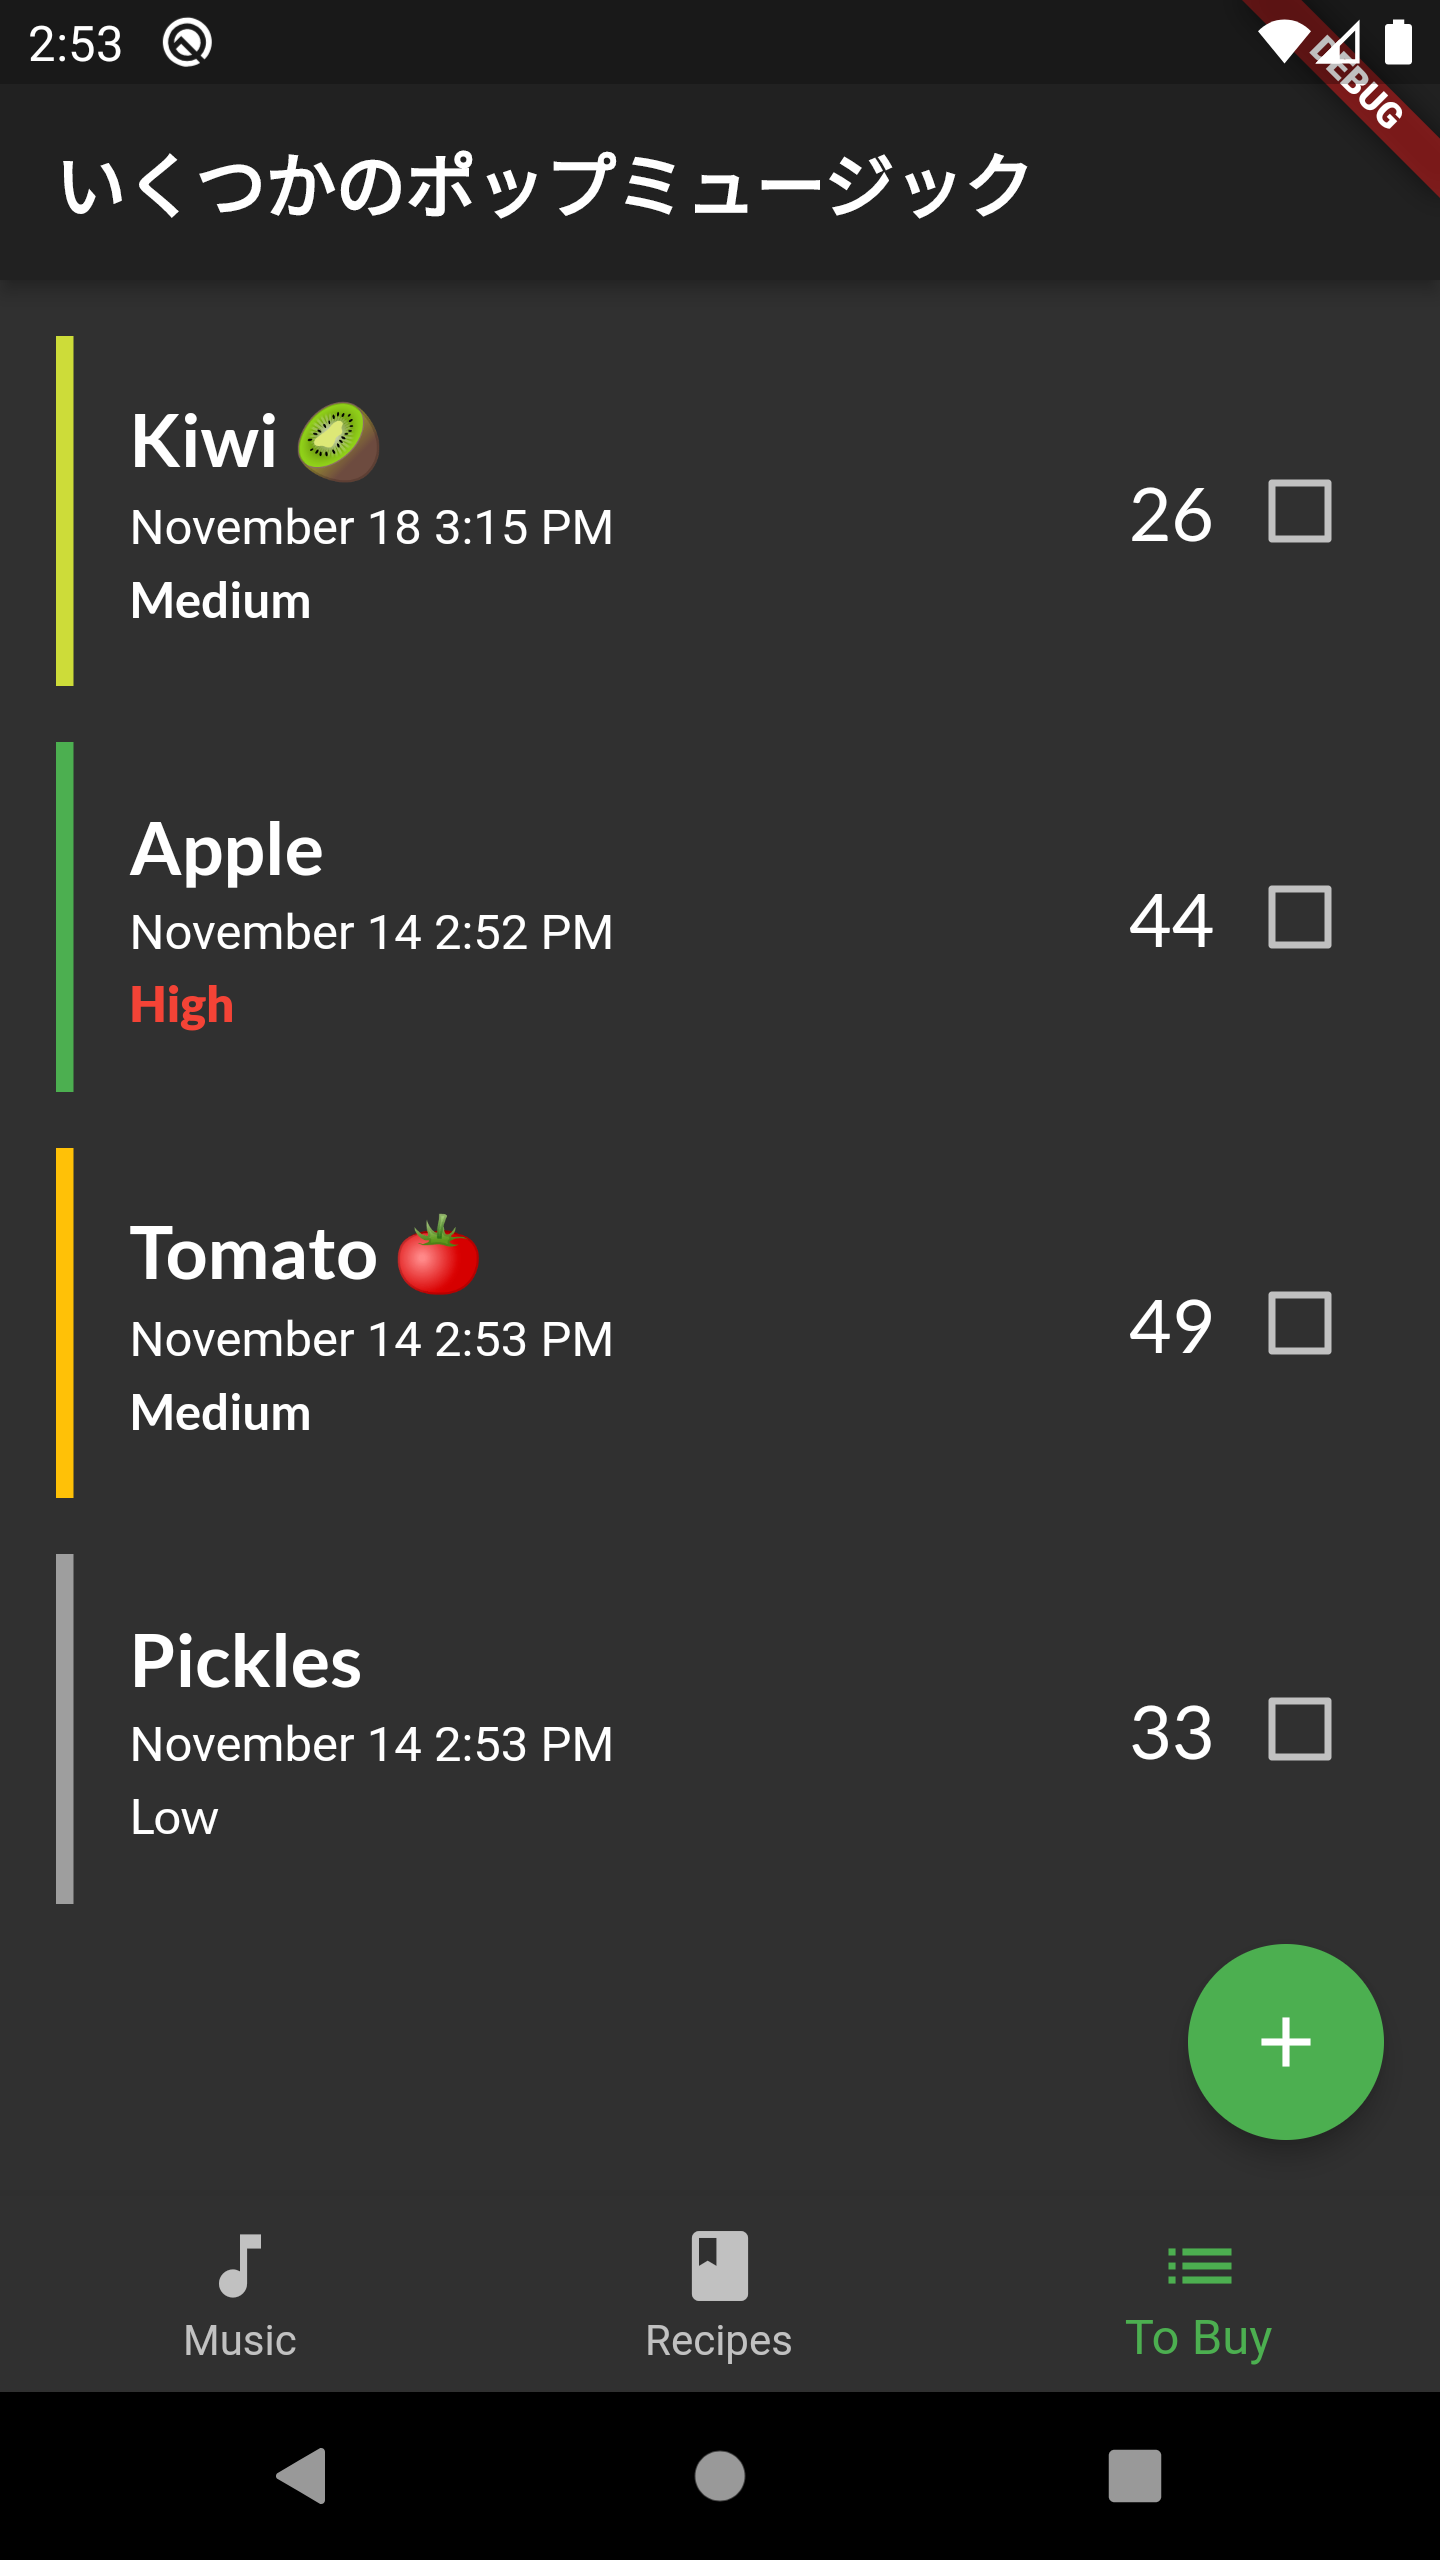 2:53
DEBUG
いくつかのポップミュージック
Kiwi 🥝
November 18 3:15 PM
Medium
26
Apple
November 14 2:52 PM
High
44
Tomato 🍅
November 14 2:53 PM
Medium
49
Pickles
November 14 2:53 PM
Low
33
Music
Recipes
To Buy